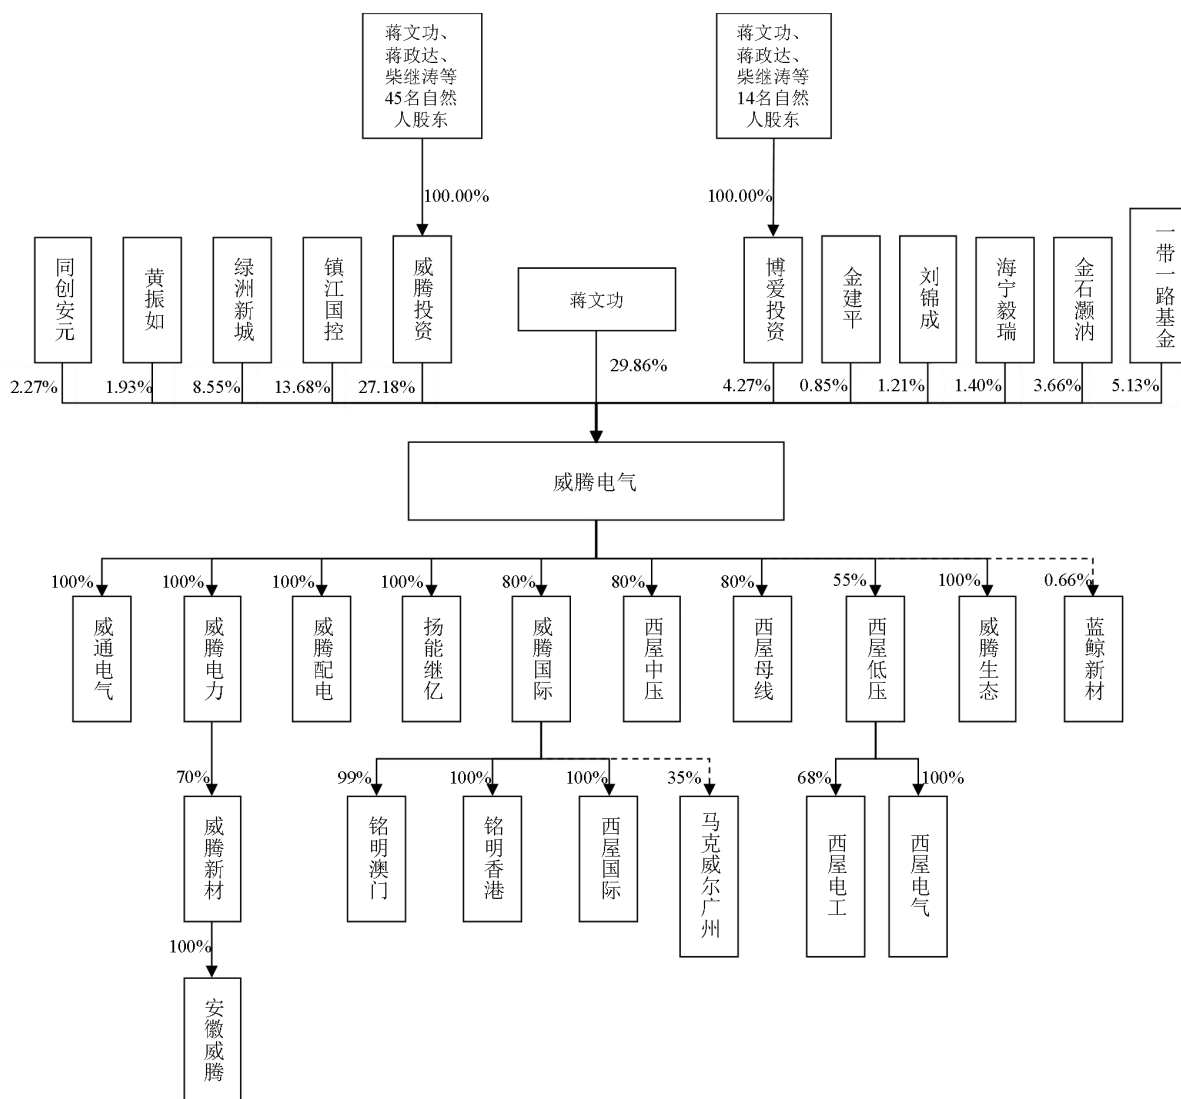 蒋文功、
蒋政达、
柴继涛等
45名自然
人股东
蒋文功、
蒋政达、
柴继涛等
14名自然
人股东
100.00%
100.00%
同创安元
黄振如
绿洲新城
镇江国控
威腾投资
蒋文功
博爱投资
金建平
刘锦成
海宁毅瑞
金石灏汭
一带一路基金
2.27%
1.93%
8.55%
13.68%
27.18%
29.86%
4.27%
0.85%
1.21%
1.40%
3.66%
5.13%
威腾电气
100%
100%
100%
100%
80%
80%
80%
55%
100%
0.66%
威通电气
威腾电力
威腾配电
扬能继亿
威腾国际
西屋中压
西屋母线
西屋低压
威腾生态
蓝鲸新材
70%
99%
100%
100%
35%
68%
100%
威腾新材
铭明澳门
铭明香港
西屋国际
马克威尔广州
西屋电工
西屋电气
100%
安徽威腾